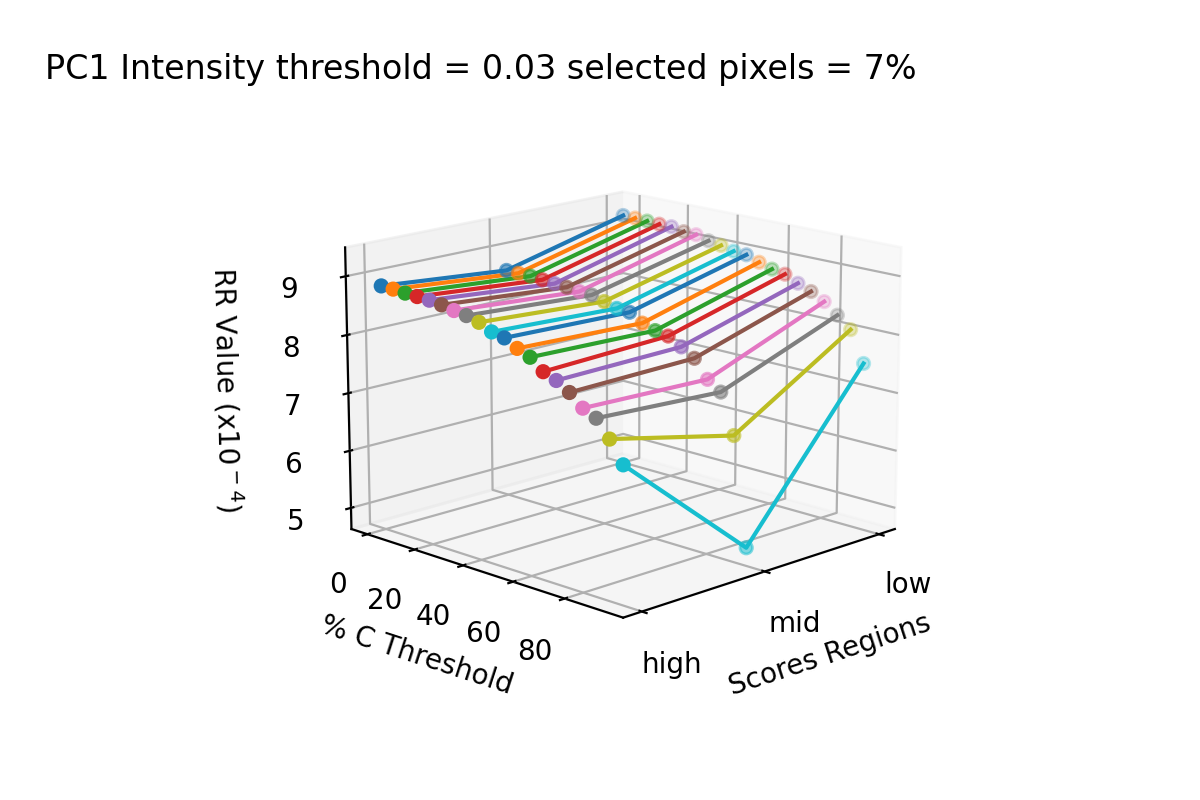 PC1 Intensity threshold = 0.03 selected pixels = 7%
RR Value (x10⁻⁴)
9
8
7
6
5
0
20
40
60
80
% C Threshold
high
mid
low
Scores Regions